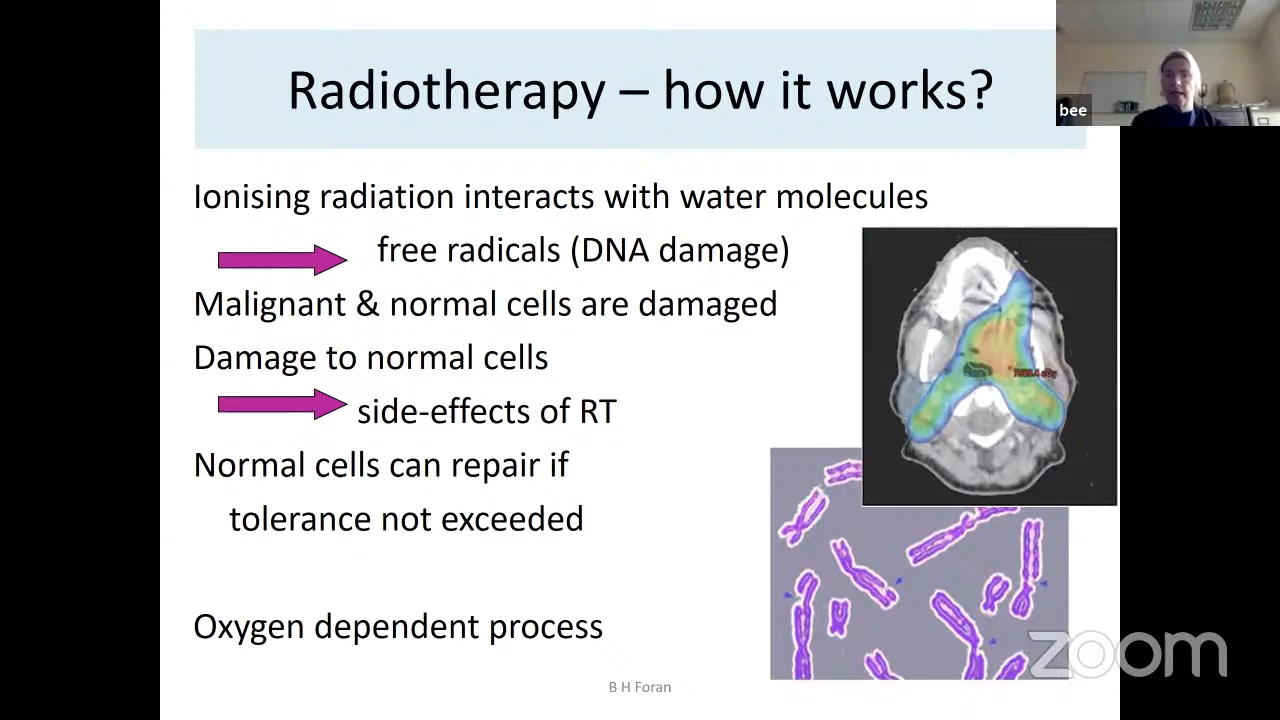 Radiotherapy – how it works?
bee
Ionising radiation interacts with water molecules
free radicals (DNA damage)
Malignant & normal cells are damaged
Damage to normal cells
side-effects of RT
Normal cells can repair if
tolerance not exceeded
Oxygen dependent process
B H Foran
zoom